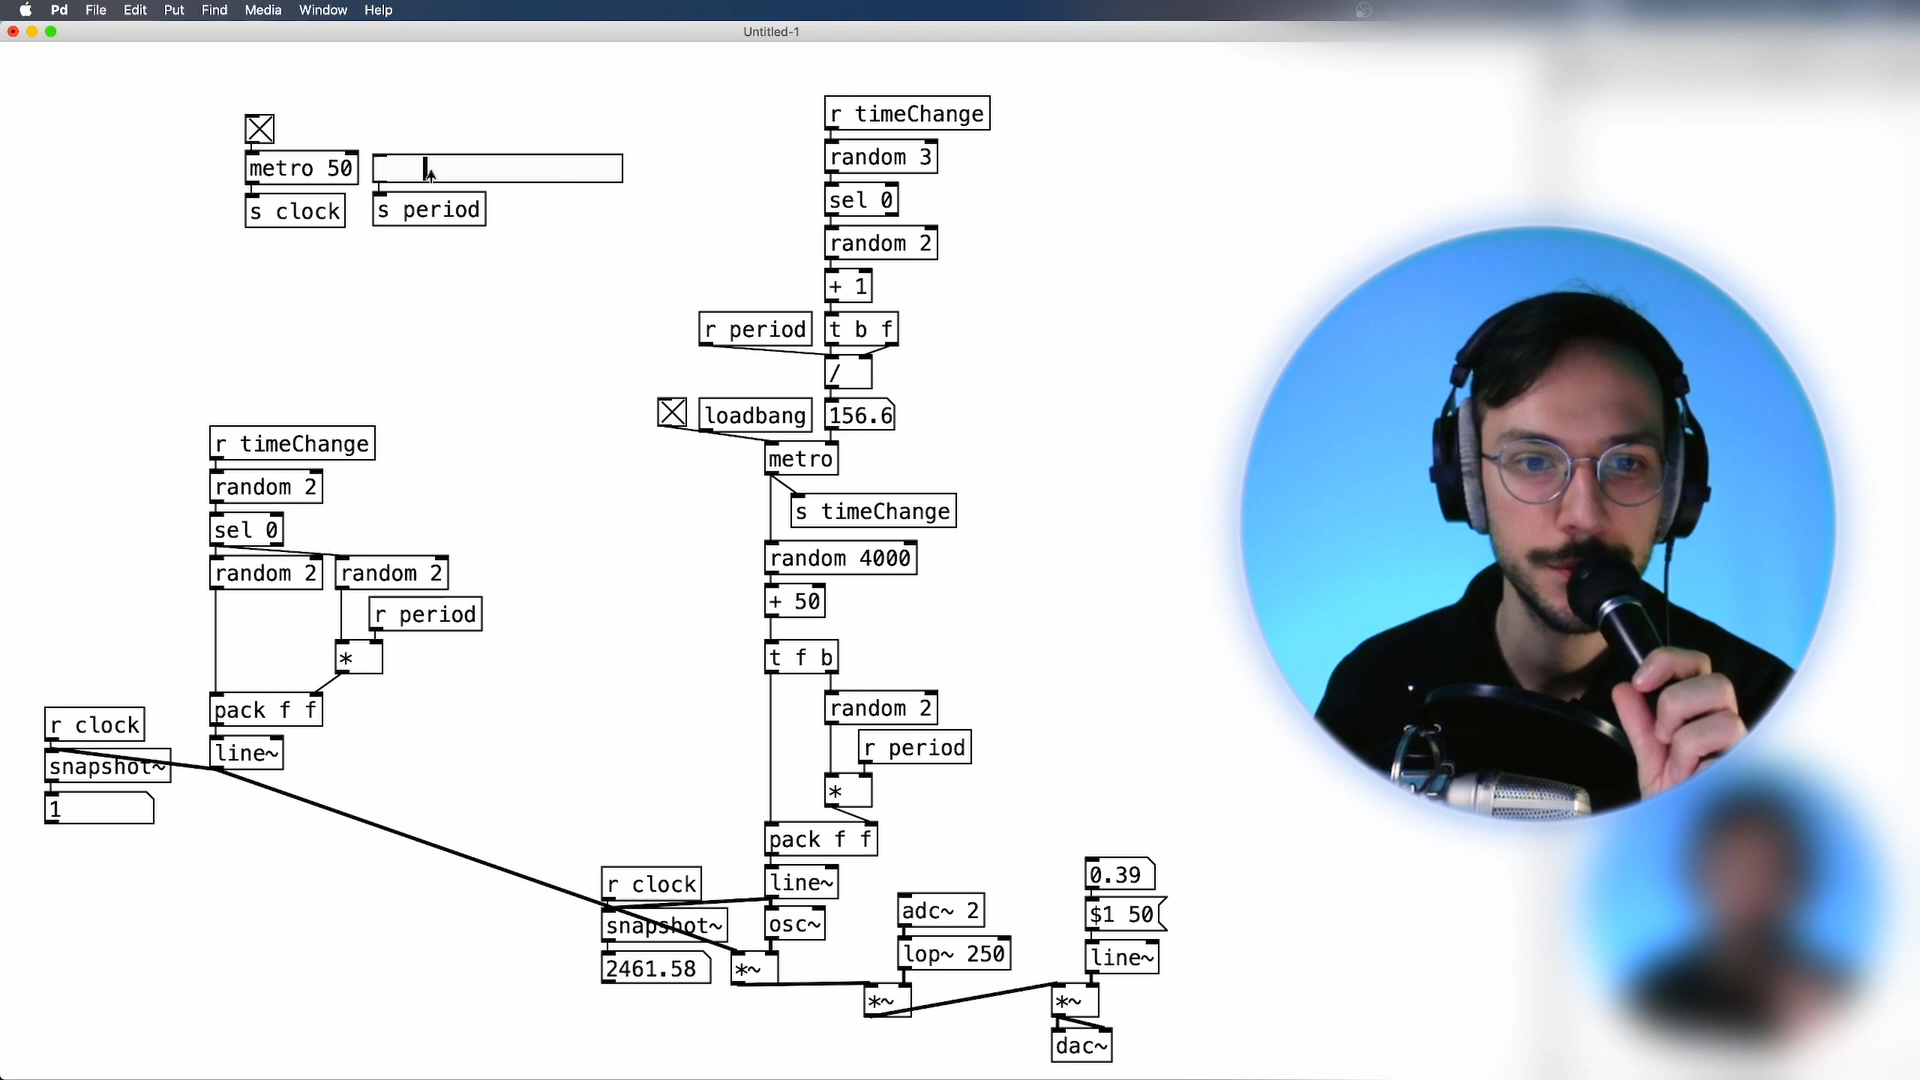 Pd File Edit Put Find Media Window Help
Untitled-1
metro 50
s clock
s period
r timeChange
random 3
sel 0
random 2
+ 1
r period
t b f
/
loadbang
156.6
metro
s timeChange
random 4000
+ 50
t f b
random 2
r period
*
pack f f
line~
osc~
r timeChange
random 2
sel 0
random 2
random 2
r period
*
pack f f
line~
r clock
snapshot~
1
r clock
snapshot~
2461.58
*~
adc~ 2
lop~ 250
*~
0.39
$1 50
line~
*~
dac~